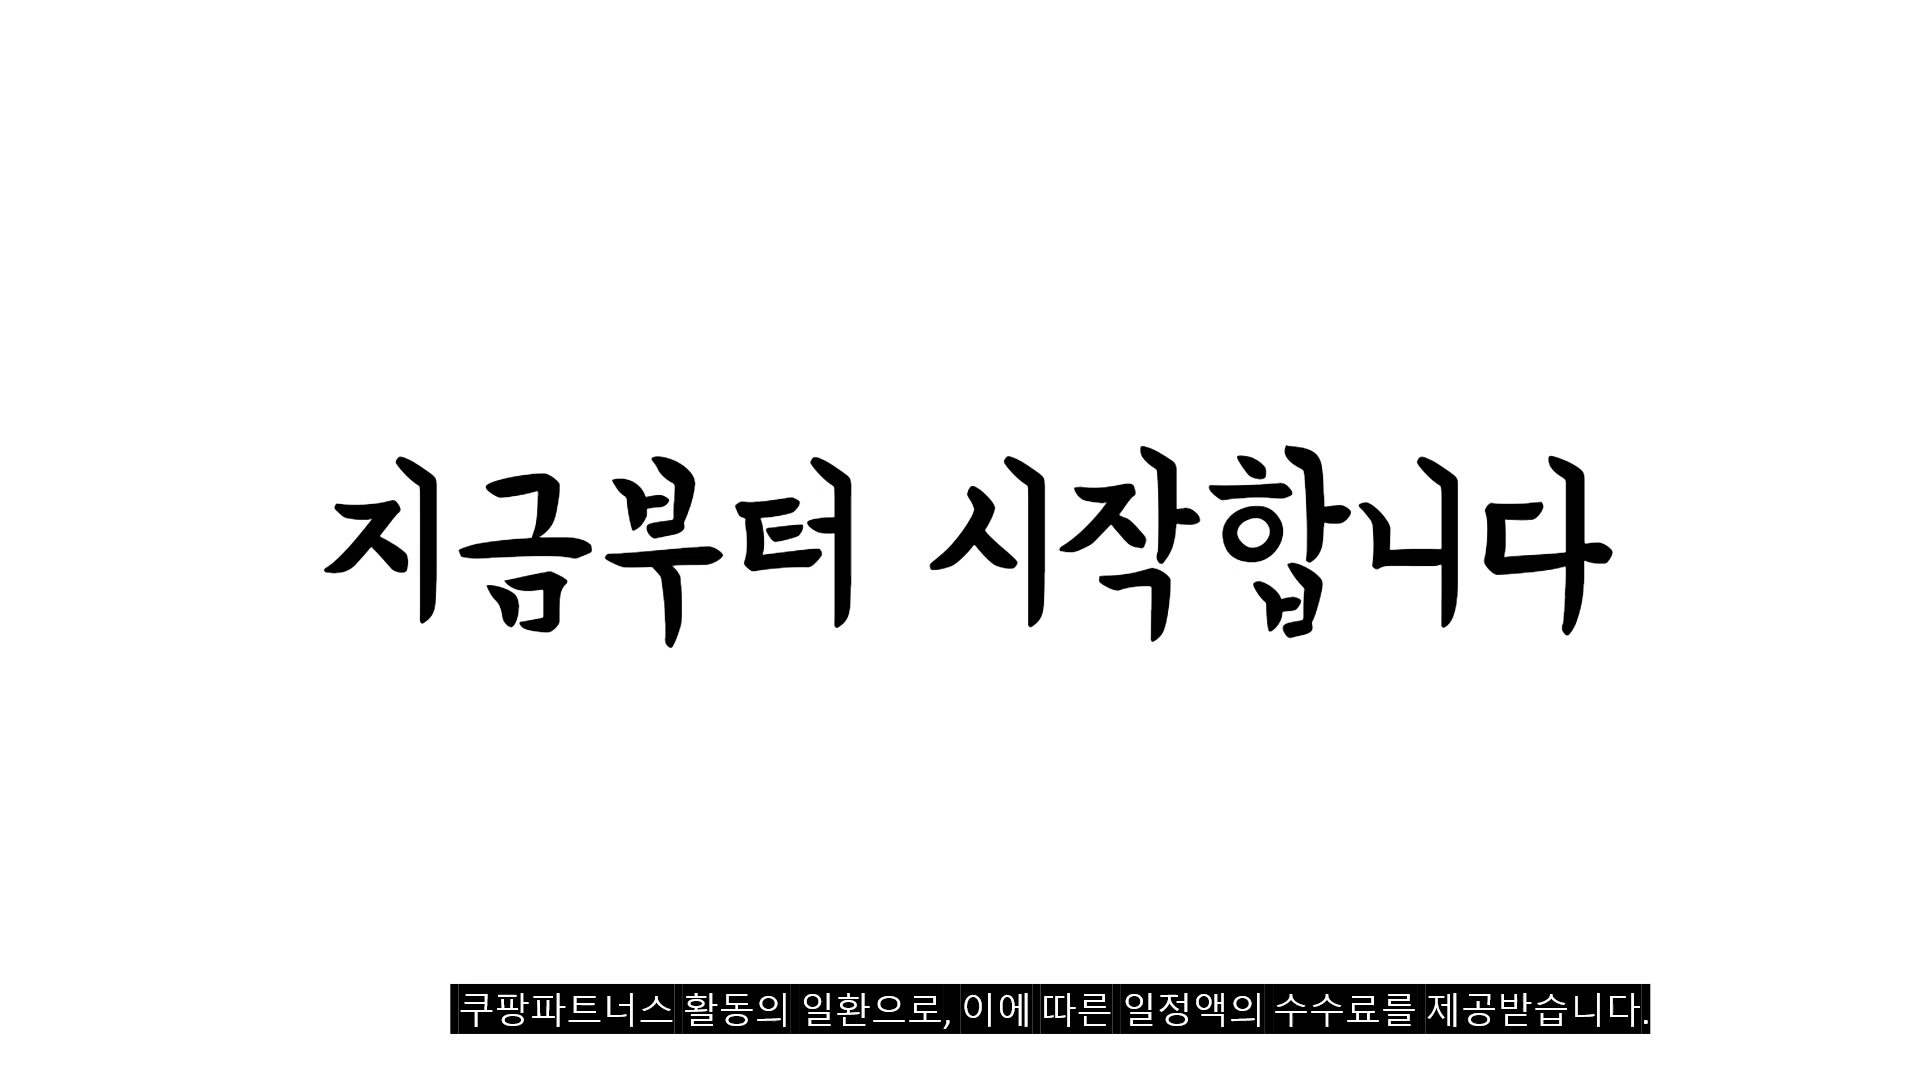 지금부터 시작합니다
쿠팡파트너스 활동의 일환으로, 이에 따른 일정액의 수수료를 제공받습니다.